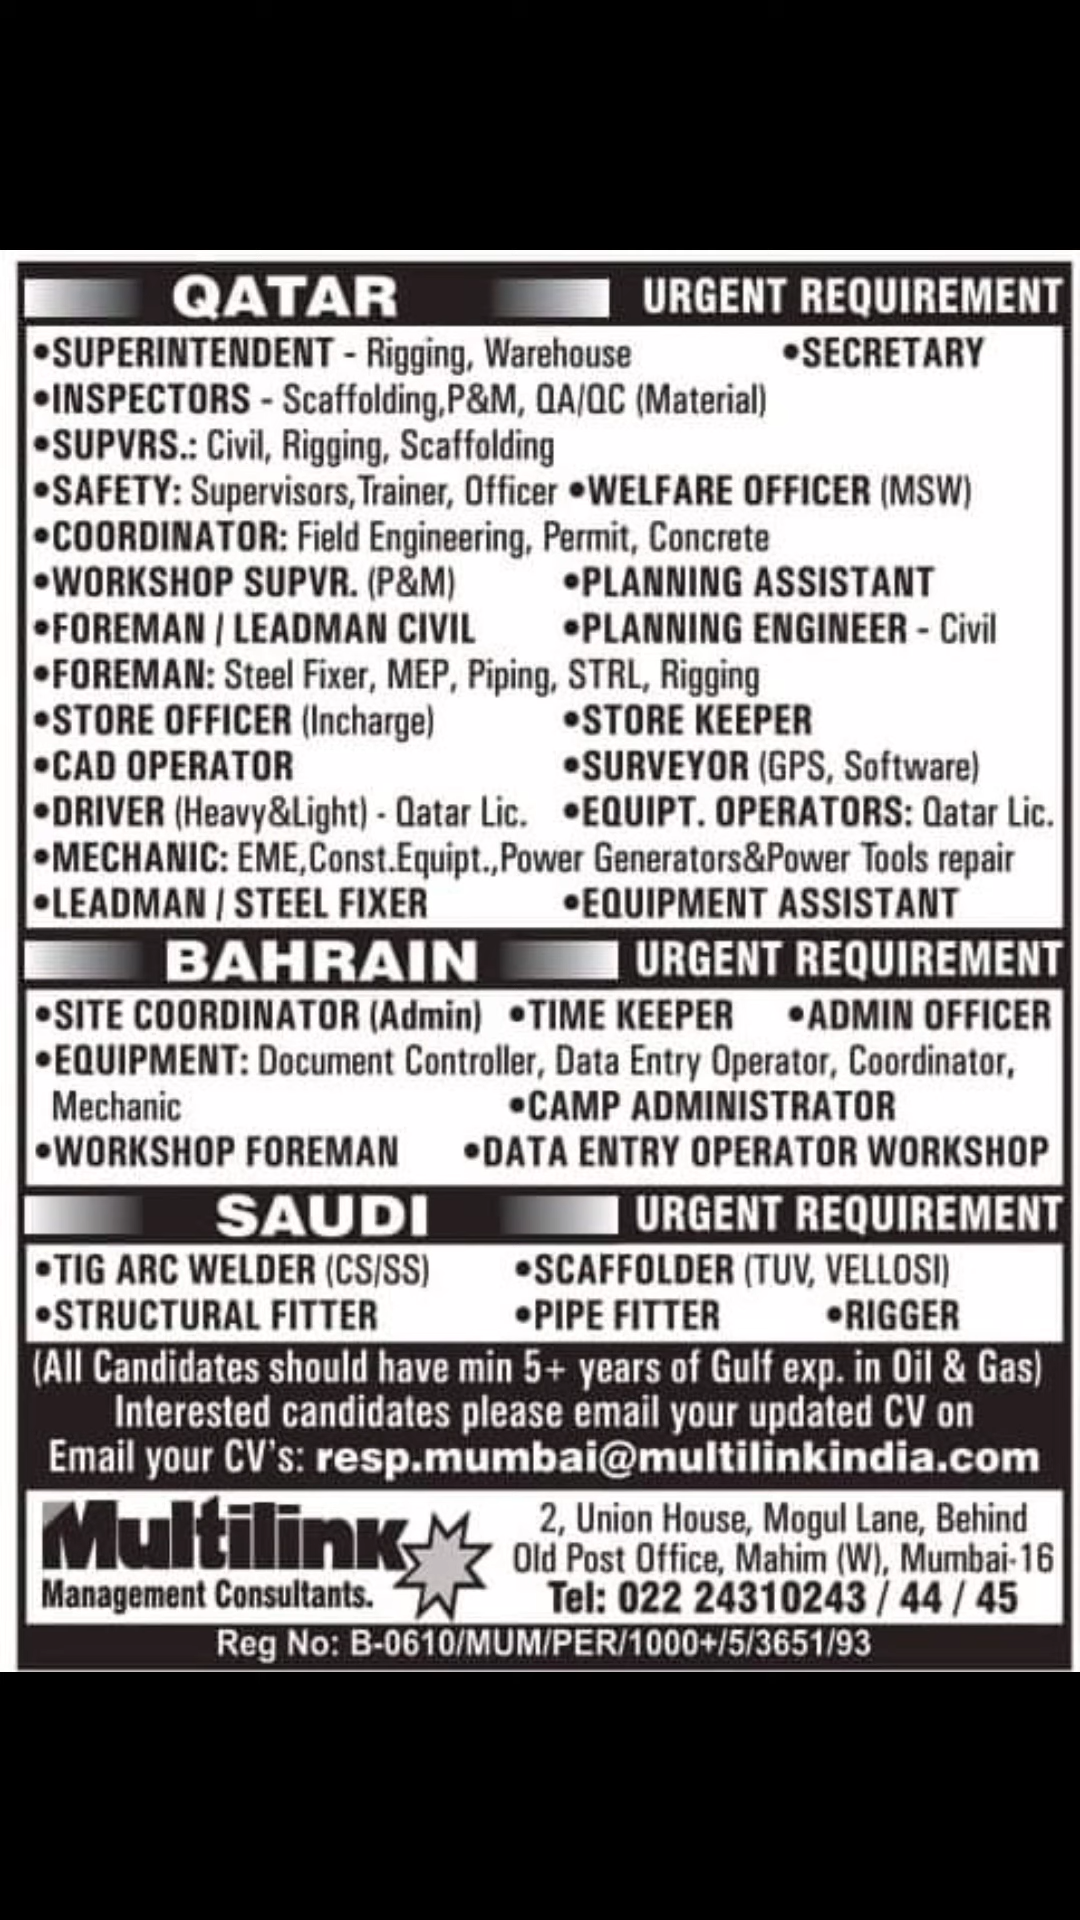 QATAR URGENT REQUIREMENT
•SUPERINTENDENT - Rigging, Warehouse •SECRETARY
•INSPECTORS - Scaffolding,P&M, QA/QC (Material)
•SUPVRS.: Civil, Rigging, Scaffolding
•SAFETY: Supervisors,Trainer, Officer •WELFARE OFFICER (MSW)
•COORDINATOR: Field Engineering, Permit, Concrete
•WORKSHOP SUPVR. (P&M) •PLANNING ASSISTANT
•FOREMAN / LEADMAN CIVIL •PLANNING ENGINEER - Civil
•FOREMAN: Steel Fixer, MEP, Piping, STRL, Rigging
•STORE OFFICER (Incharge) •STORE KEEPER
•CAD OPERATOR •SURVEYOR (GPS, Software)
•DRIVER (Heavy&Light) - Qatar Lic. •EQUIPT. OPERATORS: Qatar Lic.
•MECHANIC: EME,Const.Equipt.,Power Generators&Power Tools repair
•LEADMAN / STEEL FIXER •EQUIPMENT ASSISTANT
BAHRAIN URGENT REQUIREMENT
•SITE COORDINATOR (Admin) •TIME KEEPER •ADMIN OFFICER
•EQUIPMENT: Document Controller, Data Entry Operator, Coordinator,
Mechanic •CAMP ADMINISTRATOR
•WORKSHOP FOREMAN •DATA ENTRY OPERATOR WORKSHOP
SAUDI URGENT REQUIREMENT
•TIG ARC WELDER (CS/SS) •SCAFFOLDER (TUV, VELLOSI)
•STRUCTURAL FITTER •PIPE FITTER •RIGGER
(All Candidates should have min 5+ years of Gulf exp. in Oil & Gas)
Interested candidates please email your updated CV on
Email your CV's: resp.mumbai@multilinkindia.com
Multilink
Management Consultants.
2, Union House, Mogul Lane, Behind
Old Post Office, Mahim (W), Mumbai-16
Tel: 022 24310243 / 44 / 45
Reg No: B-0610/MUM/PER/1000+/5/3651/93